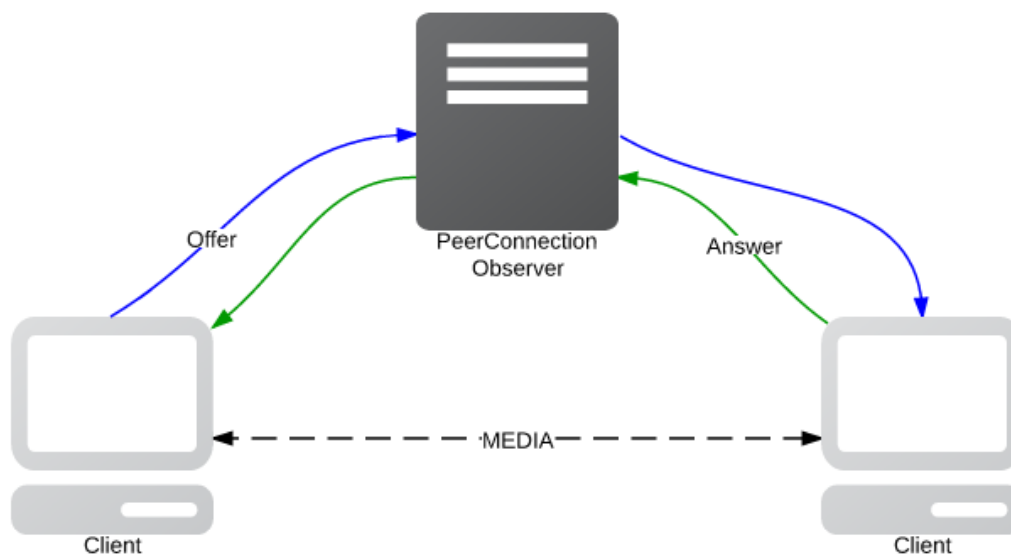 Offer
PeerConnection
Observer
Answer
MEDIA
Client
Client